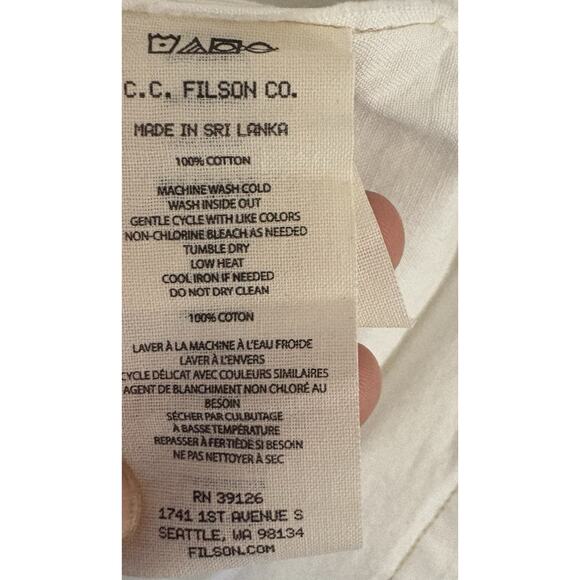 C.C. FILSON CO.
MADE IN SRI LANKA
100% COTTON
MACHINE WASH COLD
WASH INSIDE OUT
GENTLE CYCLE WITH LIKE COLORS
NON-CHLORINE BLEACH AS NEEDED
TUMBLE DRY
LOW HEAT
COOL IRON IF NEEDED
DO NOT DRY CLEAN
100% COTON
LAVER À LA MACHINE À L'EAU FROIDE
LAVER À L'ENVERS
CYCLE DÉLICAT AVEC COULEURS SIMILAIRES
AGENT DE BLANCHIMENT NON CHLORÉ AU
BESOIN
SÉCHER PAR CULBUTAGE
À BASSE TEMPÉRATURE
REPASSER À FER TIÈDE SI BESOIN
NE PAS NETTOYER À SEC
RN 39126
1741 1ST AVENUE S
SEATTLE, WA 98134
FILSON.COM